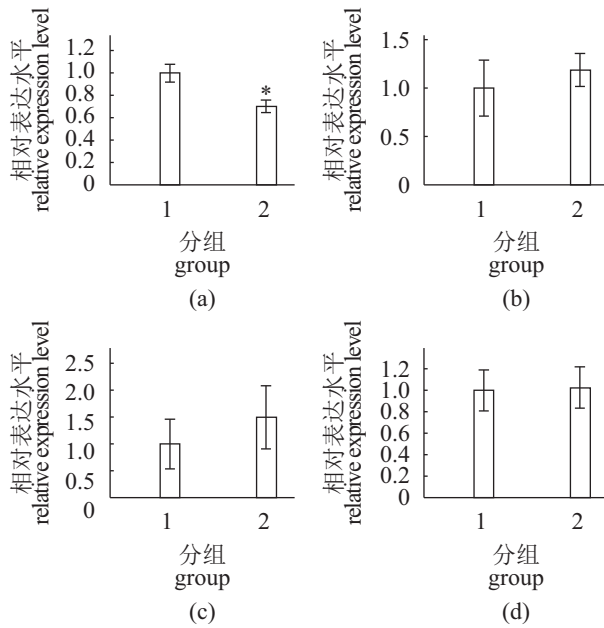 相对表达水平
relative expression level
1.2
1.0
0.8
0.6
0.4
0.2
0
*
1
2
分组
group
(a)
相对表达水平
relative expression level
1.5
1.0
0.5
0
1
2
分组
group
(b)
相对表达水平
relative expression level
2.5
2.0
1.5
1.0
0.5
0
1
2
分组
group
(c)
相对表达水平
relative expression level
1.2
1.0
0.8
0.6
0.4
0.2
0
1
2
分组
group
(d)